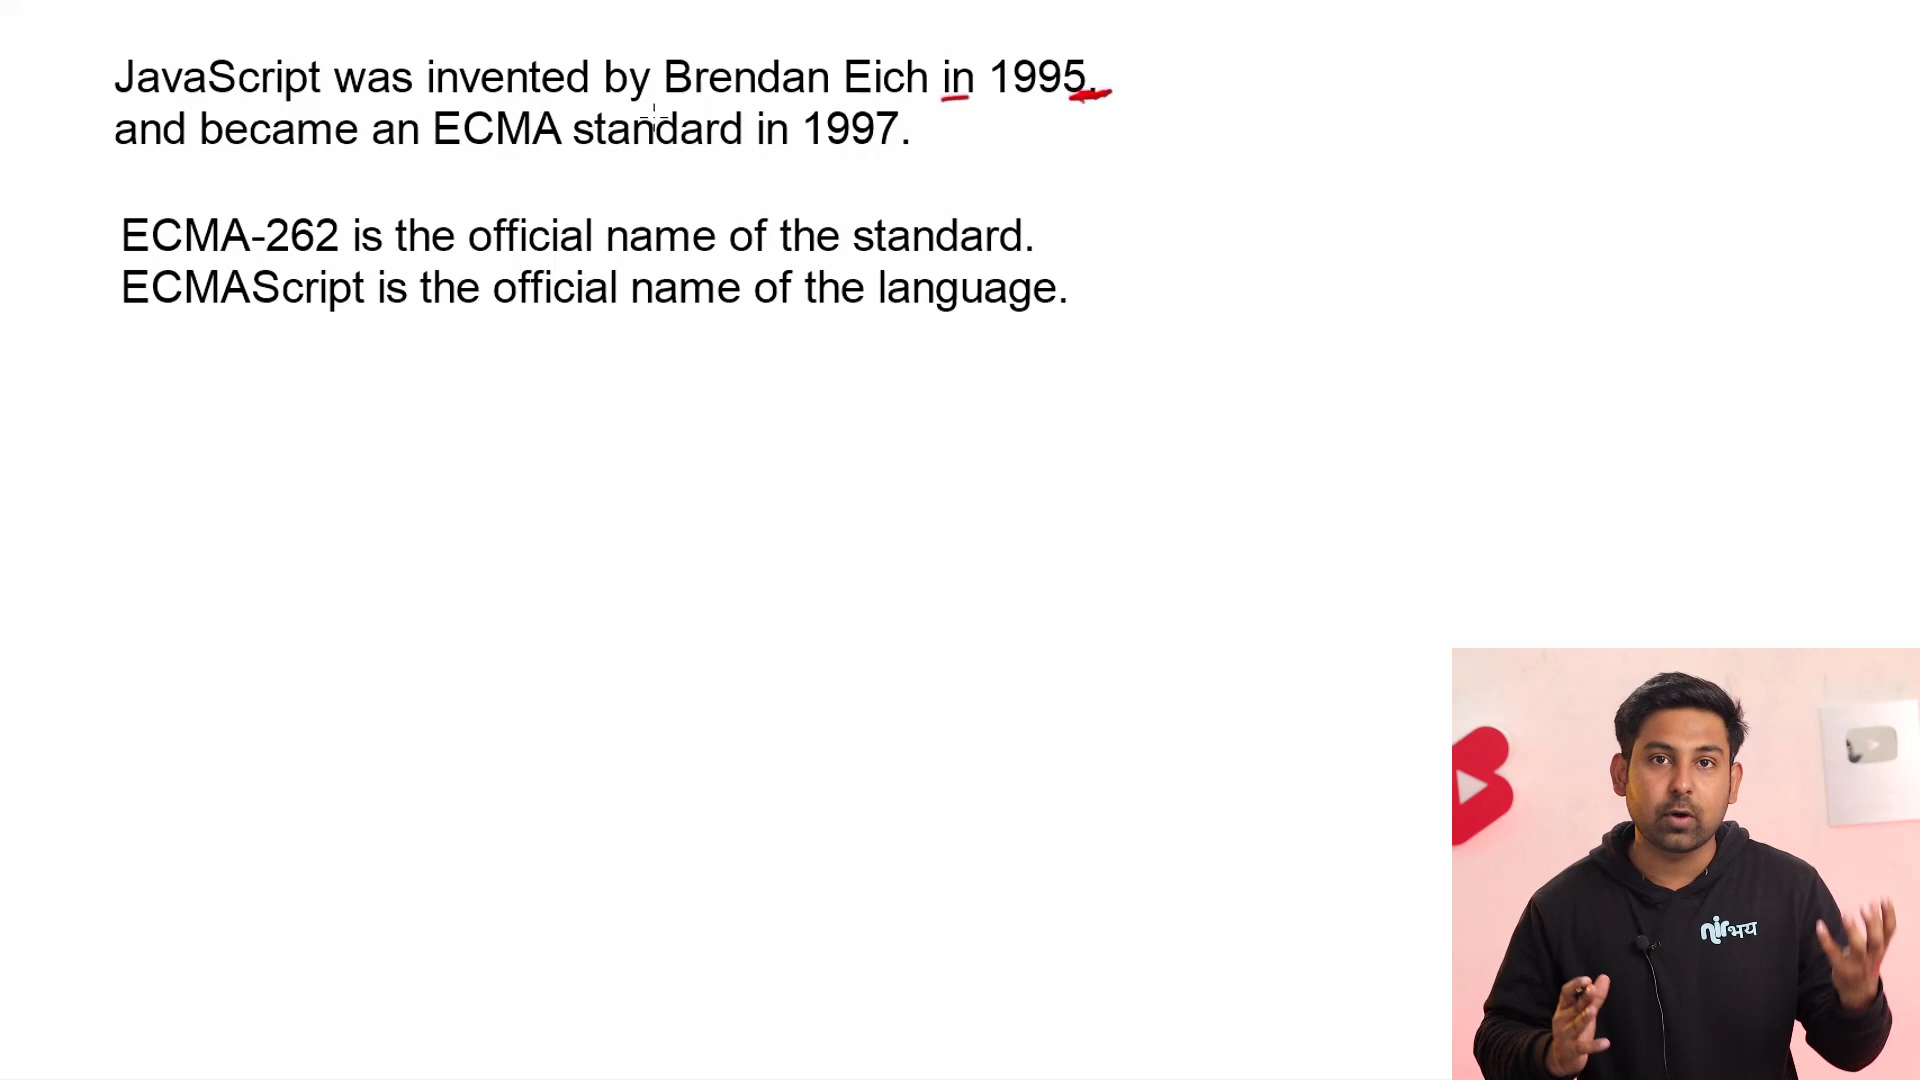 JavaScript was invented by Brendan Eich in 1995.
and became an ECMA standard in 1997.
ECMA-262 is the official name of the standard.
ECMAScript is the official name of the language.
nirभय